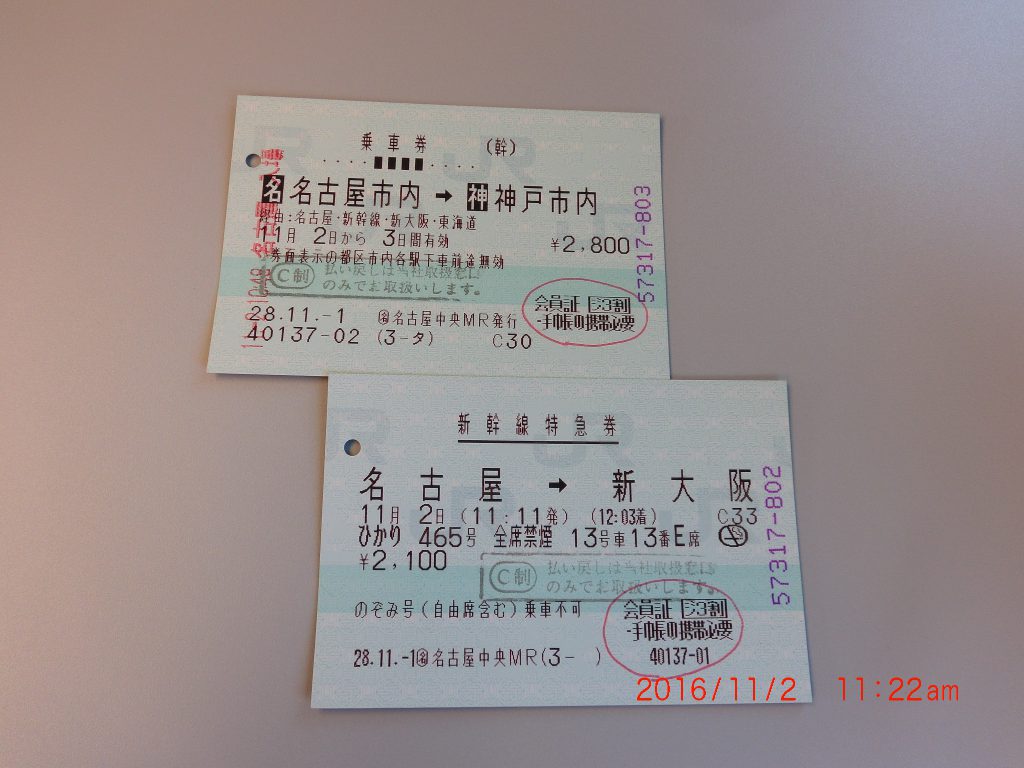 乗車券 (幹)
名 名古屋市内 → 神 神戸市内
経由:名古屋・新幹線・新大阪・東海道
11月 2日から 3日間有効 ¥2,800
券面表示の都区市内各駅下車前途無効
C制 払い戻しは当社取扱窓口
のみでお取扱いします。
会員証 ジ3割
・手帳の携帯必要
28.11.-1 名古屋中央MR発行
40137-02 (3-タ) C30
57317-803
新幹線特急券
名古屋 → 新大阪
11月 2日 (11:11発) (12:03着) C33
ひかり 465号 全席禁煙 13号車13番E席
¥2,100
C制 払い戻しは当社取扱窓口
のみでお取扱いします。
のぞみ号(自由席含む)乗車不可
会員証 ジ3割
・手帳の携帯必要
28.11.-1 名古屋中央MR(3- ) 40137-01
57317-802
2016/11/2 11:22am